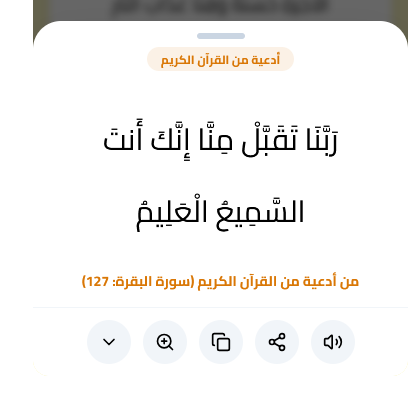 أدعية من القرآن الكريم
رَبَّنَا تَقَبَّلْ مِنَّا إِنَّكَ أَنتَ
السَّمِيعُ الْعَلِيمُ
من أدعية من القرآن الكريم (سورة البقرة: 127)